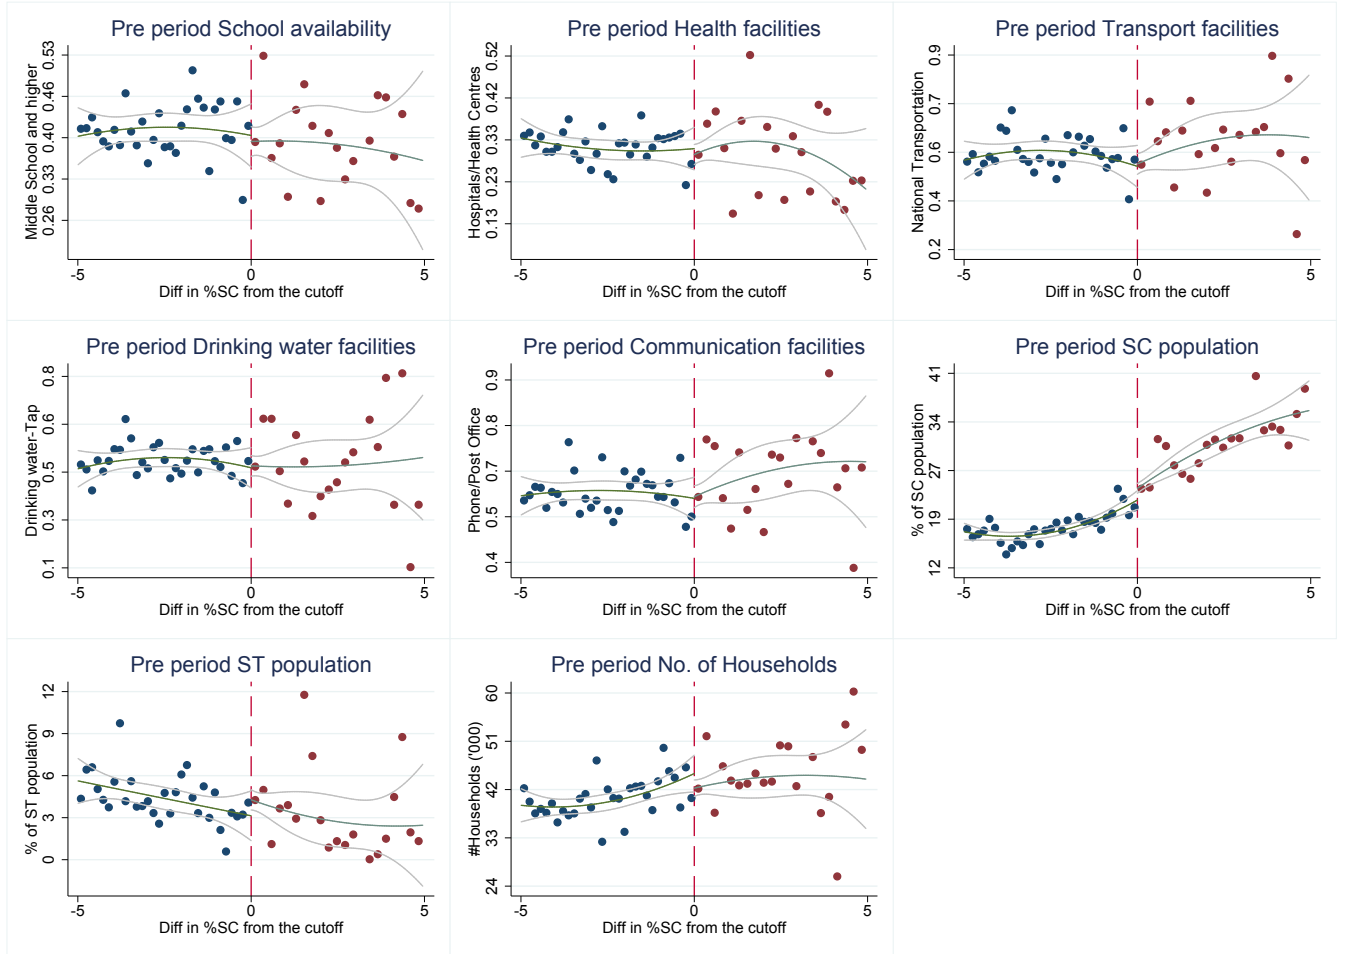 Pre period School availability
Middle School and higher
0.53
0.46
0.40
0.33
0.26
-5
0
5
Diff in %SC from the cutoff
Pre period Health facilities
Hospitals/Health Centres
0.52
0.42
0.33
0.23
0.13
-5
0
5
Diff in %SC from the cutoff
Pre period Transport facilities
National Transportation
0.9
0.7
0.6
0.4
0.2
-5
0
5
Diff in %SC from the cutoff
Pre period Drinking water facilities
Drinking water-Tap
0.8
0.6
0.5
0.3
0.1
-5
0
5
Diff in %SC from the cutoff
Pre period Communication facilities
Phone/Post Office
0.9
0.8
0.7
0.5
0.4
-5
0
5
Diff in %SC from the cutoff
Pre period SC population
% of SC population
41
34
27
19
12
-5
0
5
Diff in %SC from the cutoff
Pre period ST population
% of ST population
12
9
6
3
0
-5
0
5
Diff in %SC from the cutoff
Pre period No. of Households
#Households ('000)
60
51
42
33
24
-5
0
5
Diff in %SC from the cutoff